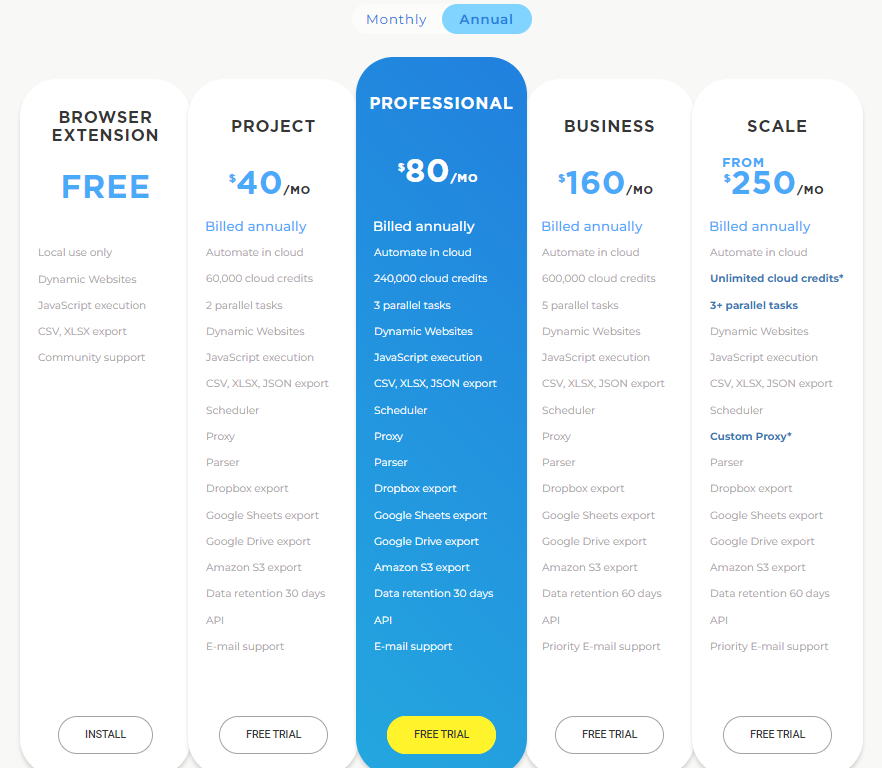 Monthly
Annual
BROWSER
EXTENSION
FREE
Local use only
Dynamic Websites
JavaScript execution
CSV, XLSX export
Community support
INSTALL
PROJECT
$40/MO
Billed annually
Automate in cloud
60,000 cloud credits
2 parallel tasks
Dynamic Websites
JavaScript execution
CSV, XLSX, JSON export
Scheduler
Proxy
Parser
Dropbox export
Google Sheets export
Google Drive export
Amazon S3 export
Data retention 30 days
API
E-mail support
FREE TRIAL
PROFESSIONAL
$80/MO
Billed annually
Automate in cloud
240,000 cloud credits
3 parallel tasks
Dynamic Websites
JavaScript execution
CSV, XLSX, JSON export
Scheduler
Proxy
Parser
Dropbox export
Google Sheets export
Google Drive export
Amazon S3 export
Data retention 30 days
API
E-mail support
FREE TRIAL
BUSINESS
$160/MO
Billed annually
Automate in cloud
600,000 cloud credits
5 parallel tasks
Dynamic Websites
JavaScript execution
CSV, XLSX, JSON export
Scheduler
Proxy
Parser
Dropbox export
Google Sheets export
Google Drive export
Amazon S3 export
Data retention 60 days
API
Priority E-mail support
FREE TRIAL
SCALE
FROM
$250/MO
Billed annually
Automate in cloud
Unlimited cloud credits*
3+ parallel tasks
Dynamic Websites
JavaScript execution
CSV, XLSX, JSON export
Scheduler
Custom Proxy*
Parser
Dropbox export
Google Sheets export
Google Drive export
Amazon S3 export
Data retention 60 days
API
Priority E-mail support
FREE TRIAL